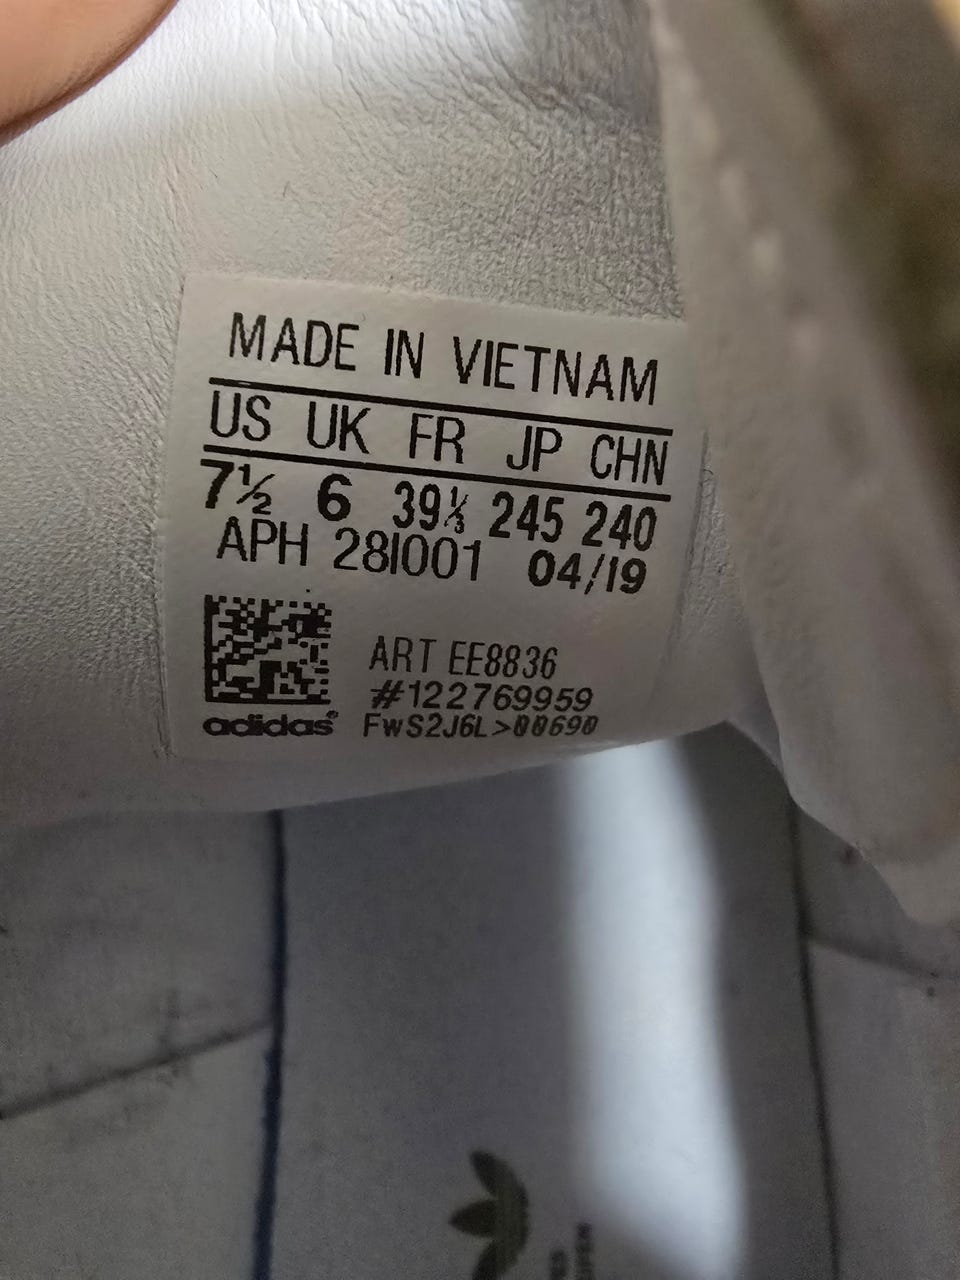 MADE IN VIETNAM
US UK FR JP CHN
7½ 6 39⅓ 245 240
APH 28I001 04/19
ART EE8836
#122769959
adidas® FwS2J6L>00690